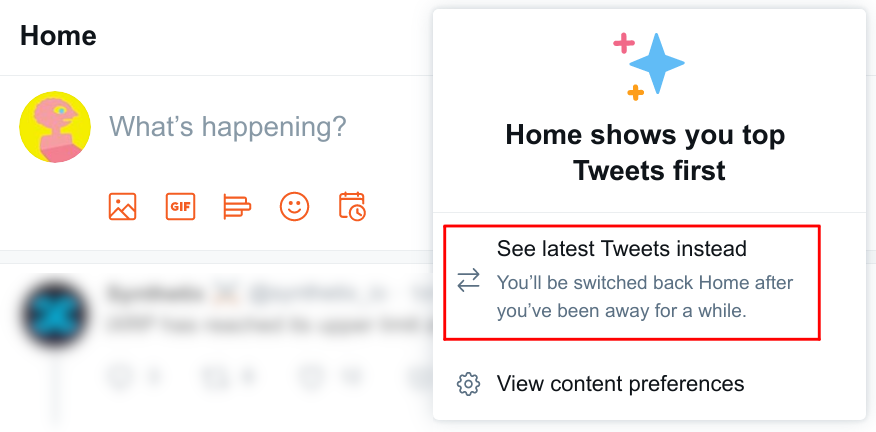 Home
What's happening?
GIF
Home shows you top
Tweets first
See latest Tweets instead
You'll be switched back Home after
you've been away for a while.
View content preferences